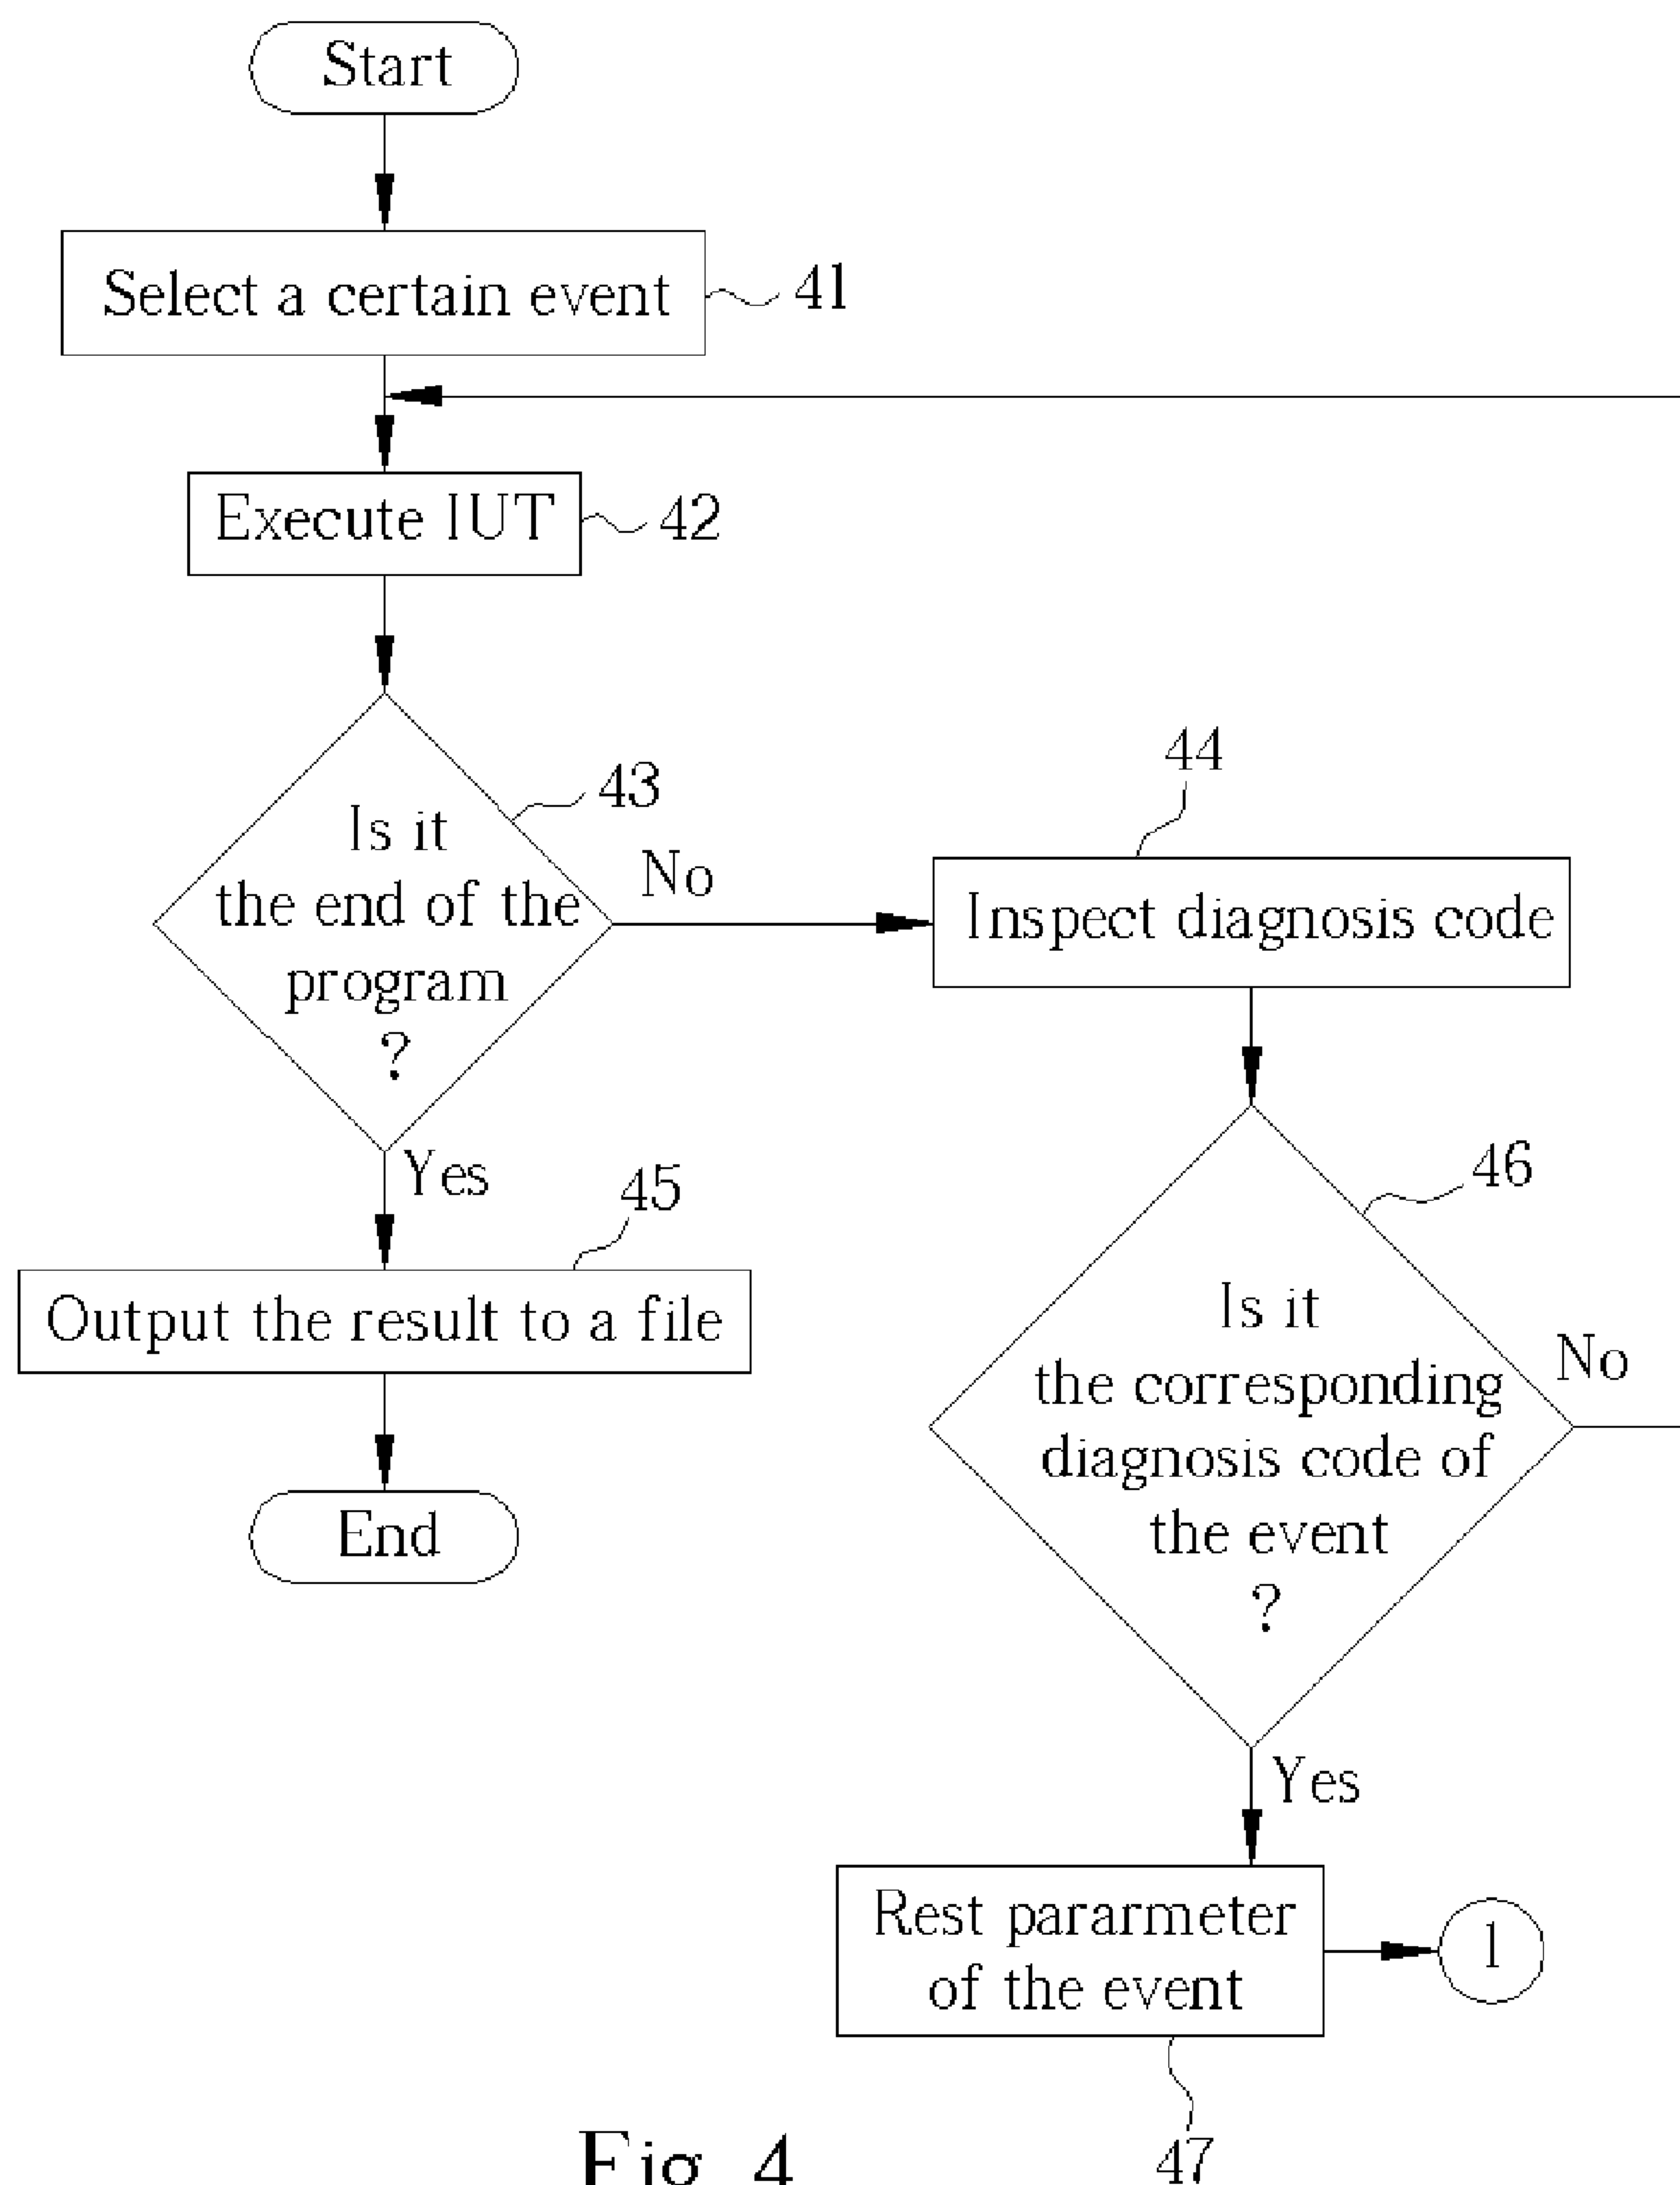 Start
Select a certain event
41
Execute IUT
42
43
Is it
the end of the
program
?
No
44
Inspect diagnosis code
Yes
45
Output the result to a file
End
46
Is it
the corresponding
diagnosis code of
the event
?
No
Yes
Rest pararmeter
of the event
1
47
Fig. 4